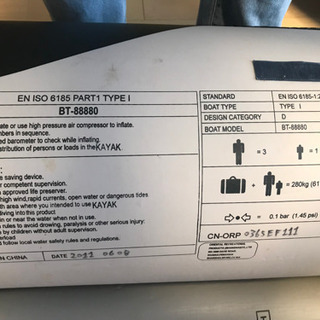 EN ISO 6185 PART1 TYPE I
BT-88880
ate or use high pressure air compressor to inflate.
mbers in sequence.
ed barometer to check while inflating.
istribution of persons or loads in the KAYAK
e saving device.
r competent supervision.
d before change life preserving.
high wind, rapid currents, open water or dangerous tides
th area where you intended to use KAYAK
diving into this product
n or near the water when not in use.
s rules to avoid drowning, paralysis or other serious injury:
d by children without adult supervision.
verload
d follow local water safety rules and regulations.
N CHINA DATE 2011 06 08
STANDARD EN ISO 6185-1:2
BOAT TYPE TYPE I
DESIGN CATEGORY D
BOAT MODEL BT-88880
= 3 = 1
+ = 280kg (61
= 0.1 bar (1.45 psi)
CN-ORP 036SEF111